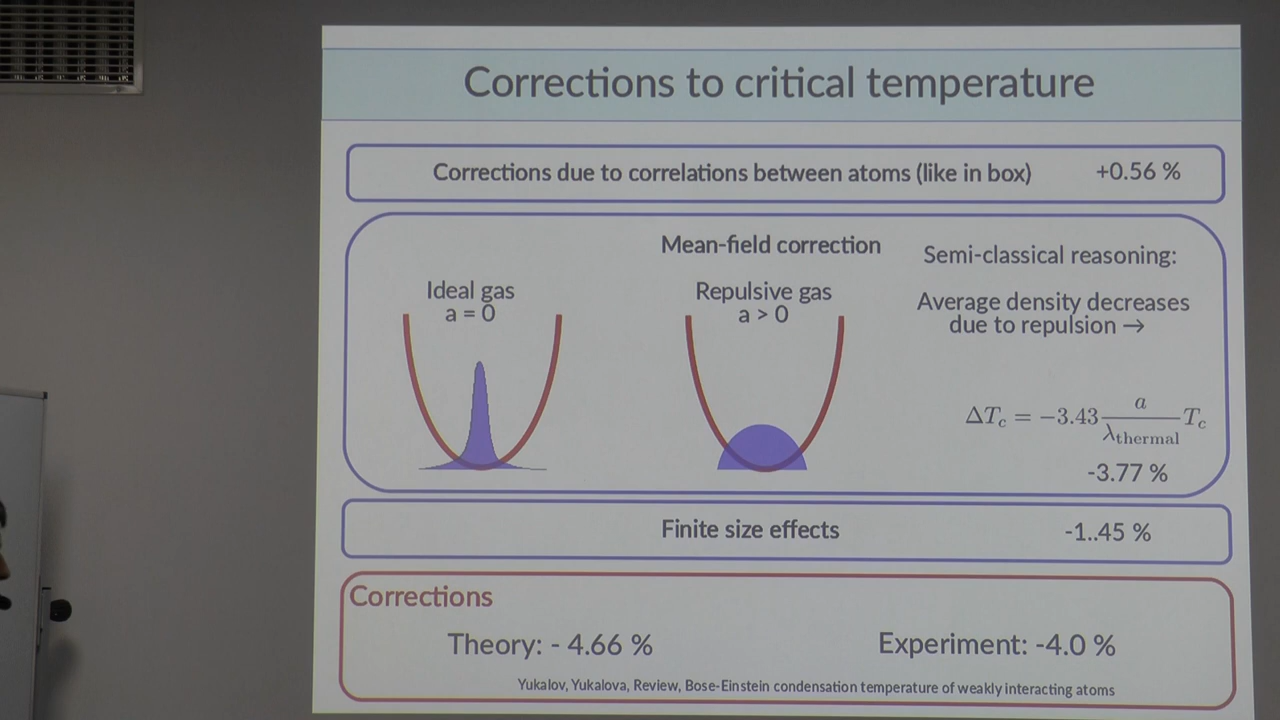 Corrections to critical temperature
Corrections due to correlations between atoms (like in box) +0.56 %
Mean-field correction
Semi-classical reasoning:
Ideal gas
a = 0
Repulsive gas
a > 0
Average density decreases
due to repulsion →
ΔT_c = −3.43 a/λ_thermal T_c
-3.77 %
Finite size effects -1..45 %
Corrections
Theory: - 4.66 % Experiment: -4.0 %
Yukalov, Yukalova, Review, Bose-Einstein condensation temperature of weakly interacting atoms